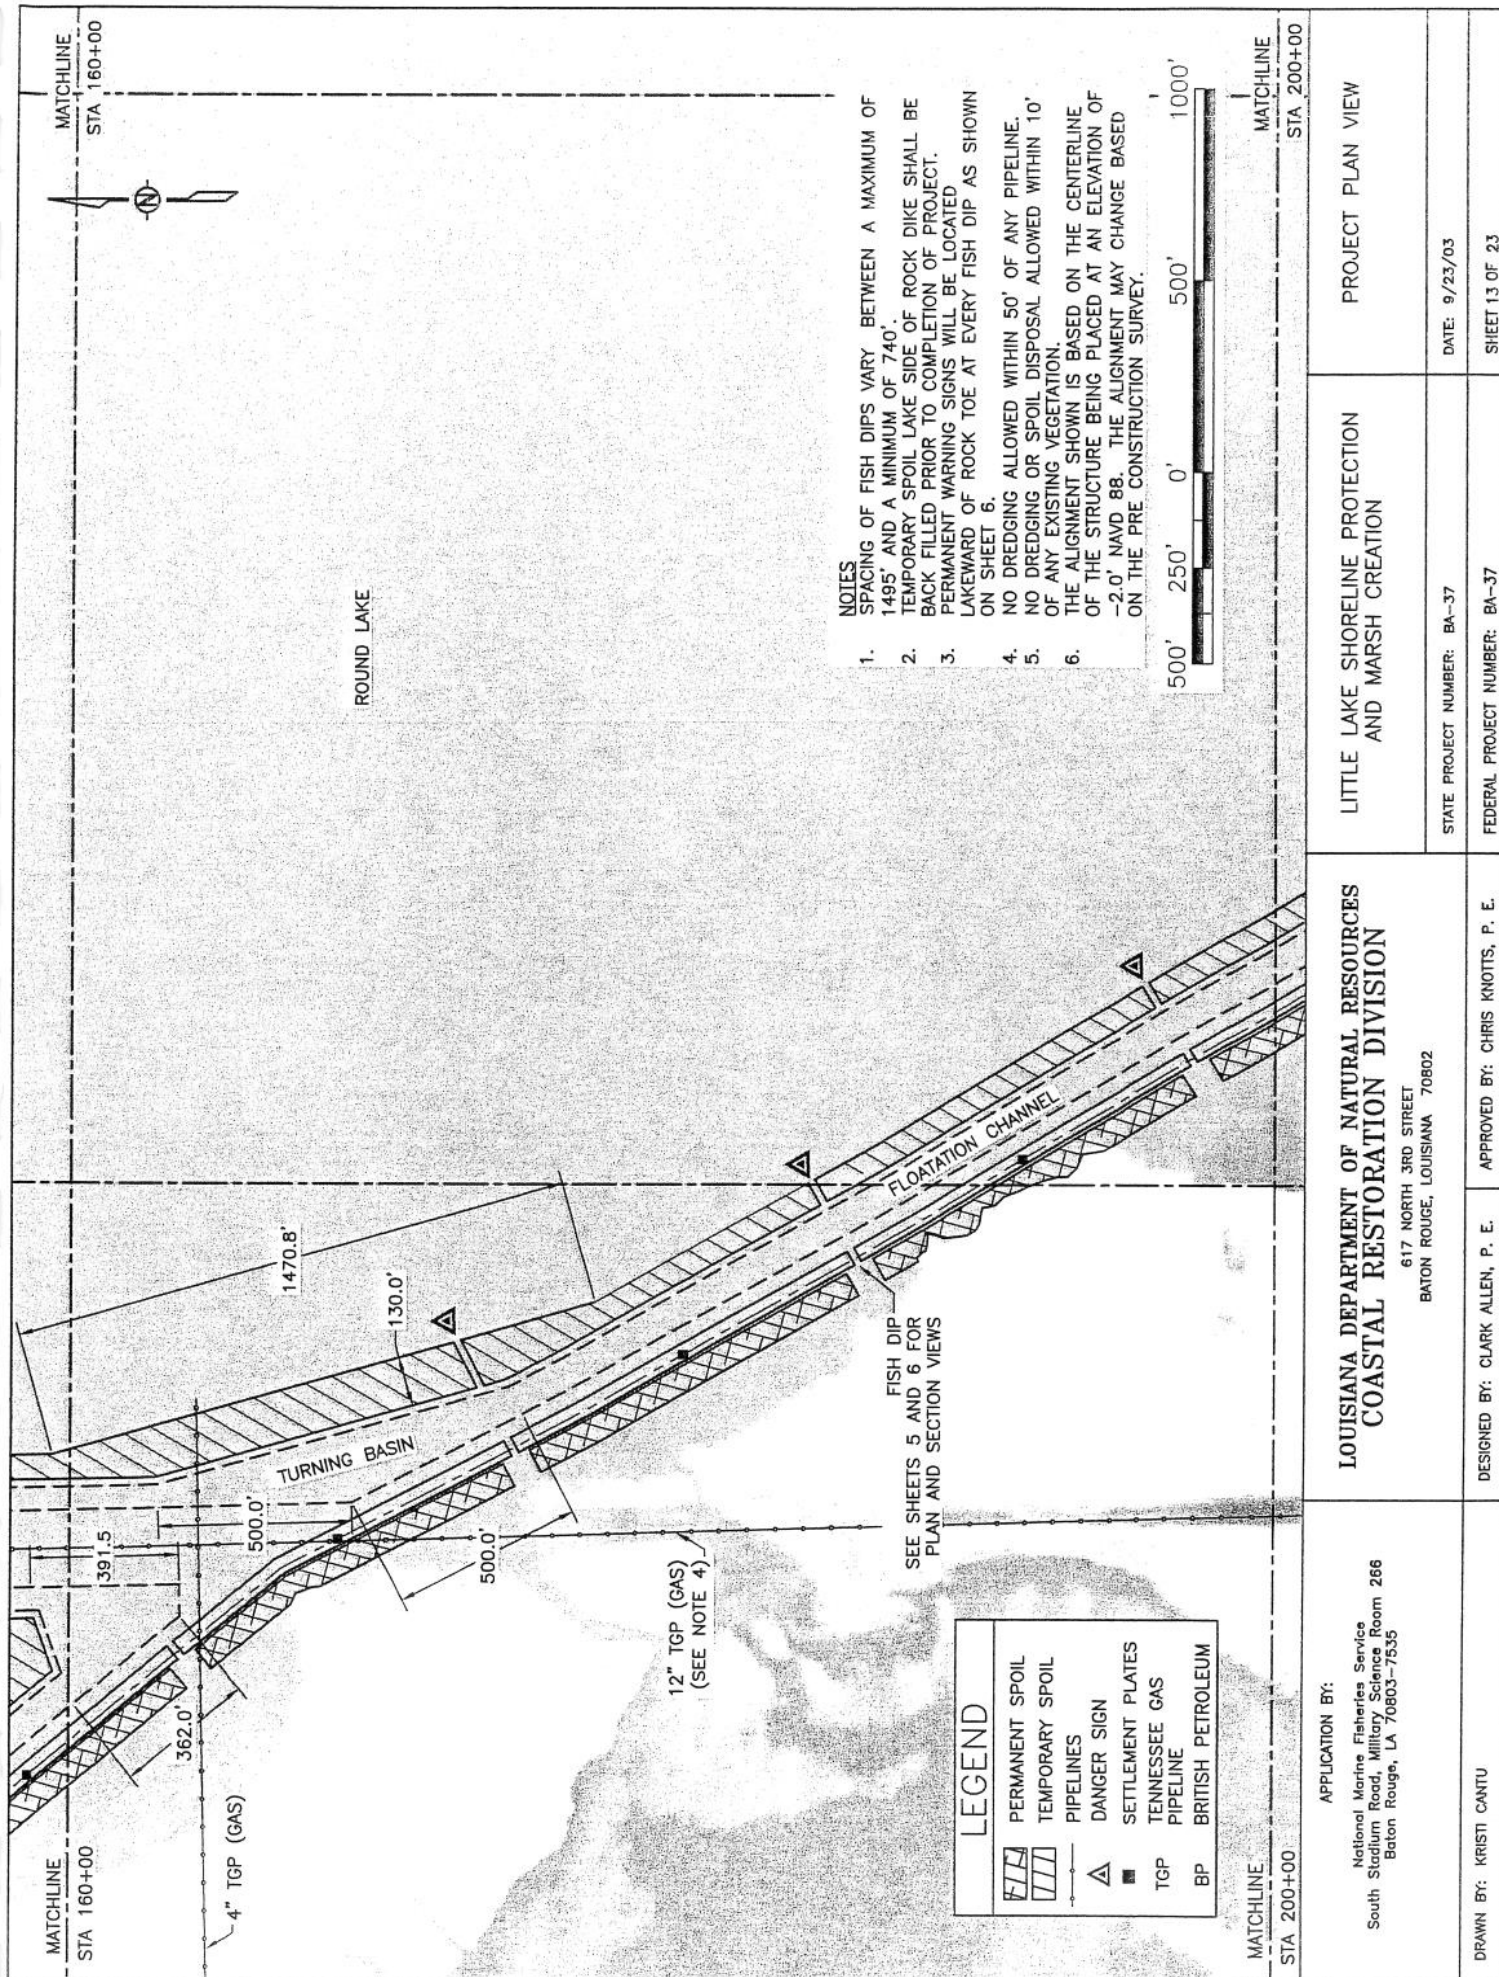 MATCHLINE
STA 160+00
MATCHLINE
STA 160+00
N
ROUND LAKE
1470.8'
130.0'
TURNING BASIN
391.5
500.0'
500.0'
362.0'
4" TGP (GAS)
12" TGP (GAS)
(SEE NOTE 4)
FISH DIP
SEE SHEETS 5 AND 6 FOR
PLAN AND SECTION VIEWS
FLOATATION CHANNEL
NOTES
1. SPACING OF FISH DIPS VARY BETWEEN A MAXIMUM OF
1495' AND A MINIMUM OF 740'.
2. TEMPORARY SPOIL LAKE SIDE OF ROCK DIKE SHALL BE
BACK FILLED PRIOR TO COMPLETION OF PROJECT.
3. PERMANENT WARNING SIGNS WILL BE LOCATED
LAKEWARD OF ROCK TOE AT EVERY FISH DIP AS SHOWN
ON SHEET 6.
4. NO DREDGING ALLOWED WITHIN 50' OF ANY PIPELINE.
5. NO DREDGING OR SPOIL DISPOSAL ALLOWED WITHIN 10'
OF ANY EXISTING VEGETATION.
6. THE ALIGNMENT SHOWN IS BASED ON THE CENTERLINE
OF THE STRUCTURE BEING PLACED AT AN ELEVATION OF
-2.0' NAVD 88. THE ALIGNMENT MAY CHANGE BASED
ON THE PRE CONSTRUCTION SURVEY.
500' 250' 0' 500' 1000'
LEGEND
PERMANENT SPOIL
TEMPORARY SPOIL
PIPELINES
DANGER SIGN
SETTLEMENT PLATES
TGP TENNESSEE GAS
PIPELINE
BP BRITISH PETROLEUM
MATCHLINE
STA 200+00
MATCHLINE
STA 200+00
APPLICATION BY:
National Marine Fisheries Service
South Stadium Road, Military Science Room 266
Baton Rouge, LA 70803-7535
DRAWN BY: KRISTI CANTU
LOUISIANA DEPARTMENT OF NATURAL RESOURCES
COASTAL RESTORATION DIVISION
617 NORTH 3RD STREET
BATON ROUGE, LOUISIANA 70802
DESIGNED BY: CLARK ALLEN, P. E.
APPROVED BY: CHRIS KNOTTS, P. E.
LITTLE LAKE SHORELINE PROTECTION
AND MARSH CREATION
STATE PROJECT NUMBER: BA-37
FEDERAL PROJECT NUMBER: BA-37
PROJECT PLAN VIEW
DATE: 9/23/03
SHEET 13 OF 23